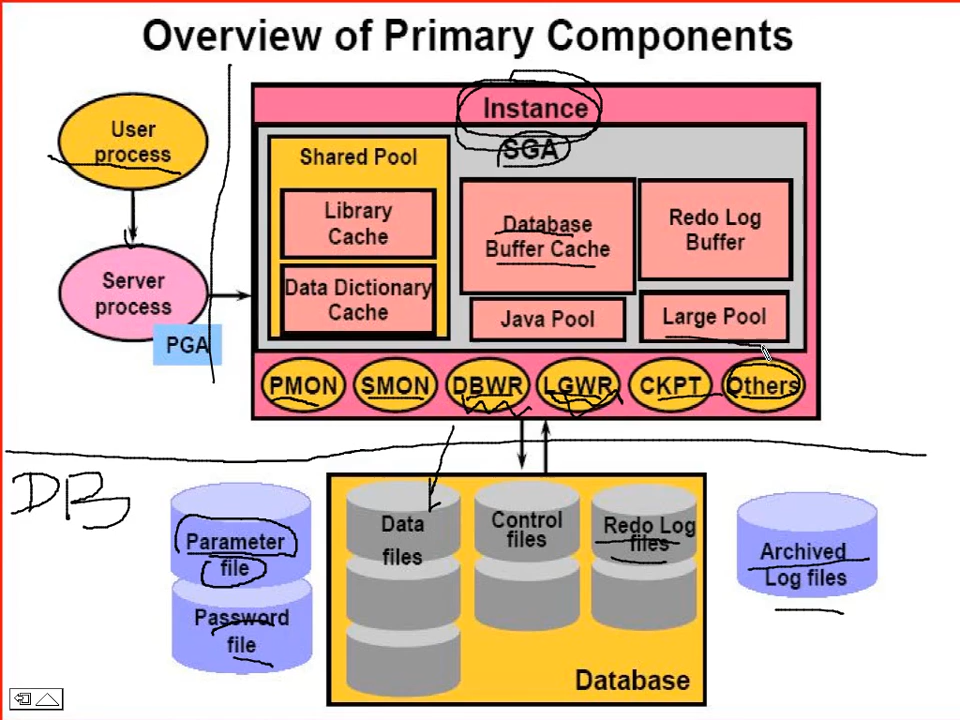 Overview of Primary Components
User
process
Server
process
PGA
Instance
SGA
Shared Pool
Library
Cache
Data Dictionary
Cache
Database
Buffer Cache
Redo Log
Buffer
Java Pool
Large Pool
PMON
SMON
DBWR
LGWR
CKPT
Others
DB
Parameter
file
Password
file
Data
files
Control
files
Redo Log
files
Database
Archived
Log files